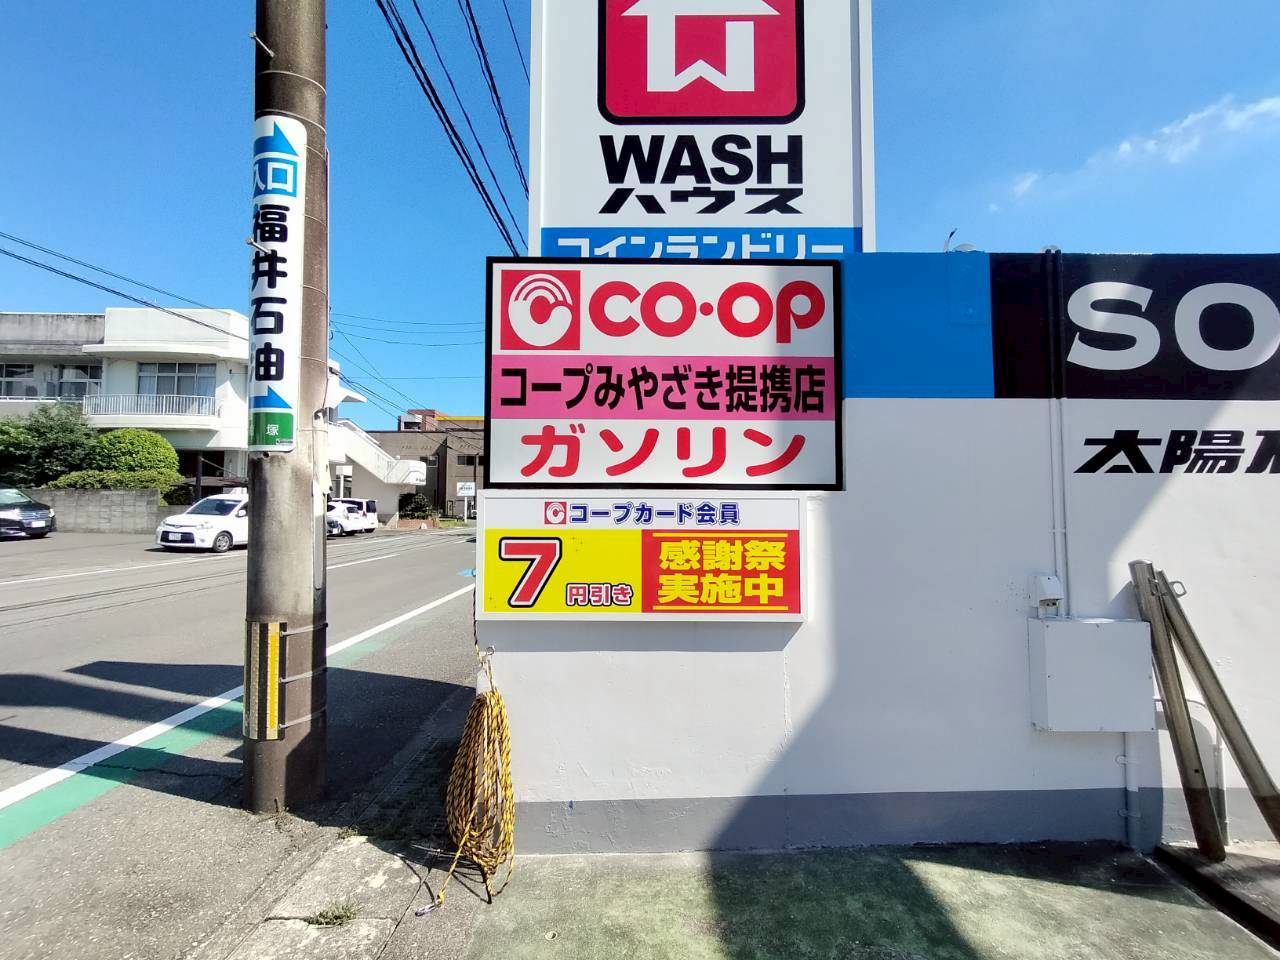 入口
福井石油
塚
WASH
ハウス
コインランドリー
CO·OP
コープみやざき提携店
ガソリン
コープカード会員
7円引き
感謝祭
実施中
SO
太陽